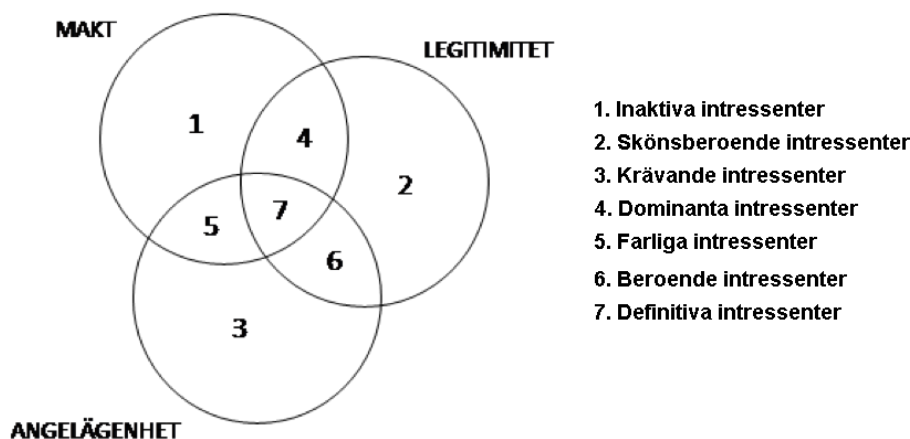 MAKT
LEGITIMITET
1
4
2
5
7
6
3
ANGELÄGENHET
1. Inaktiva intressenter
2. Skönsberoende intressenter
3. Krävande intressenter
4. Dominanta intressenter
5. Farliga intressenter
6. Beroende intressenter
7. Definitiva intressenter